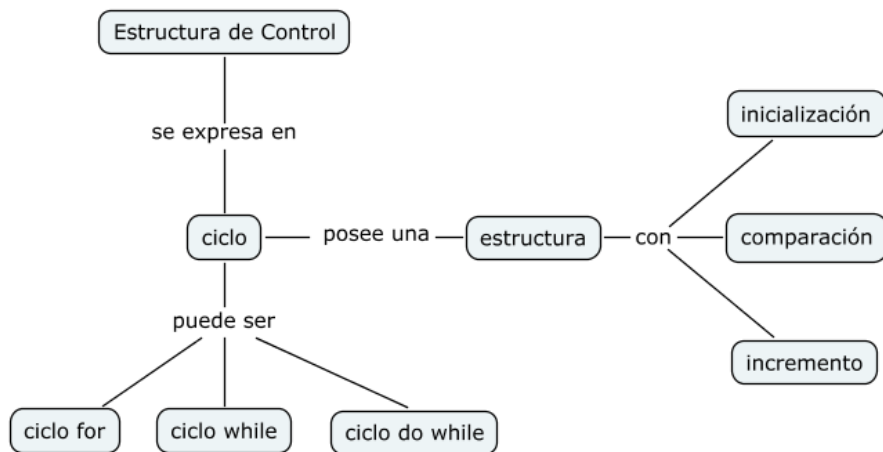 Estructura de Control
se expresa en
ciclo
posee una
estructura
con
inicialización
comparación
incremento
puede ser
ciclo for
ciclo while
ciclo do while